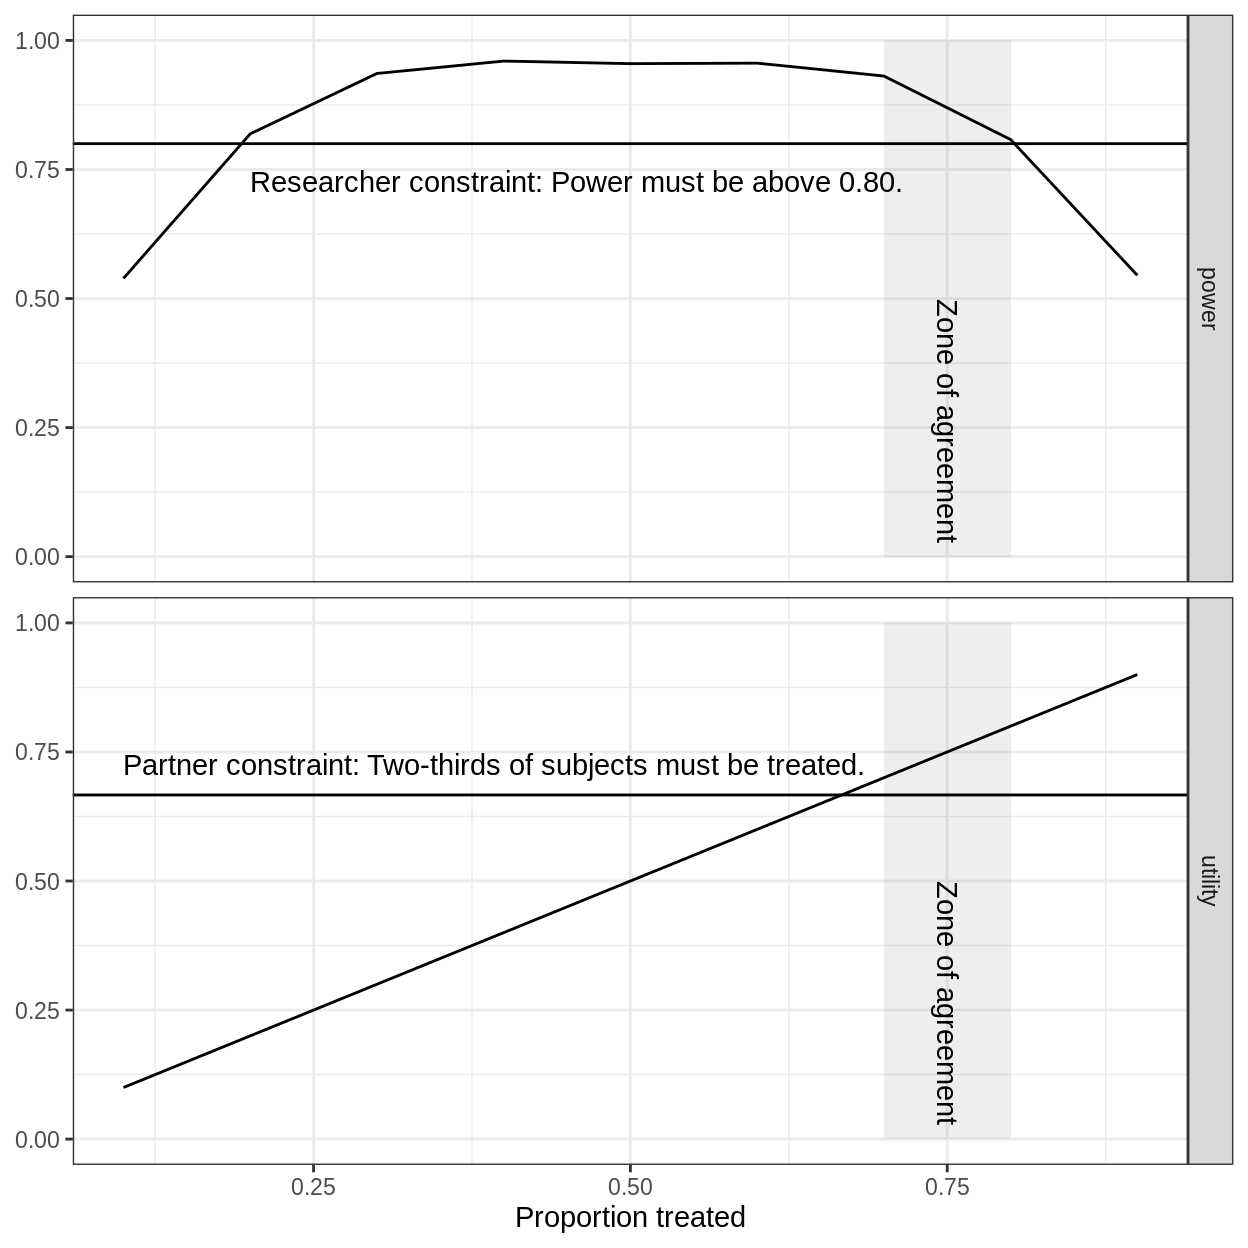 1.00
0.75
0.50
0.25
0.00
Researcher constraint: Power must be above 0.80.
Zone of agreement
power
1.00
0.75
0.50
0.25
0.00
Partner constraint: Two-thirds of subjects must be treated.
Zone of agreement
utility
0.25
0.50
0.75
Proportion treated